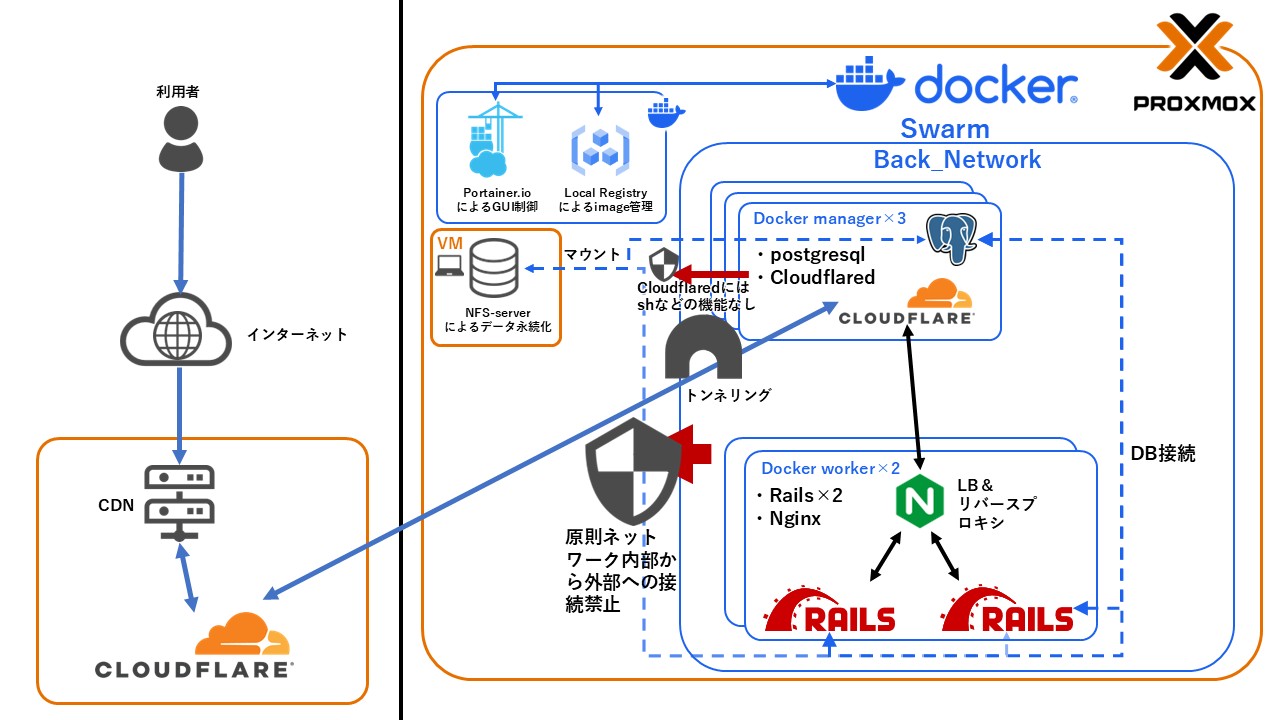 利用者
インターネット
CDN
CLOUDFLARE
PROXMOX
docker
Swarm
Back_Network
Portainer.io
によるGUI制御
Local Registry
によるimage管理
VM
NFS-server
によるデータ永続化
マウント
Docker manager×3
・postgresql
・Cloudflared
CLOUDFLARE
Cloudflaredには
shなどの機能なし
トンネリング
原則ネット
ワーク内部か
ら外部への接
続禁止
Docker worker×2
・Rails×2
・Nginx
N
LB＆
リバースプ
ロキシ
RAILS
RAILS
DB接続